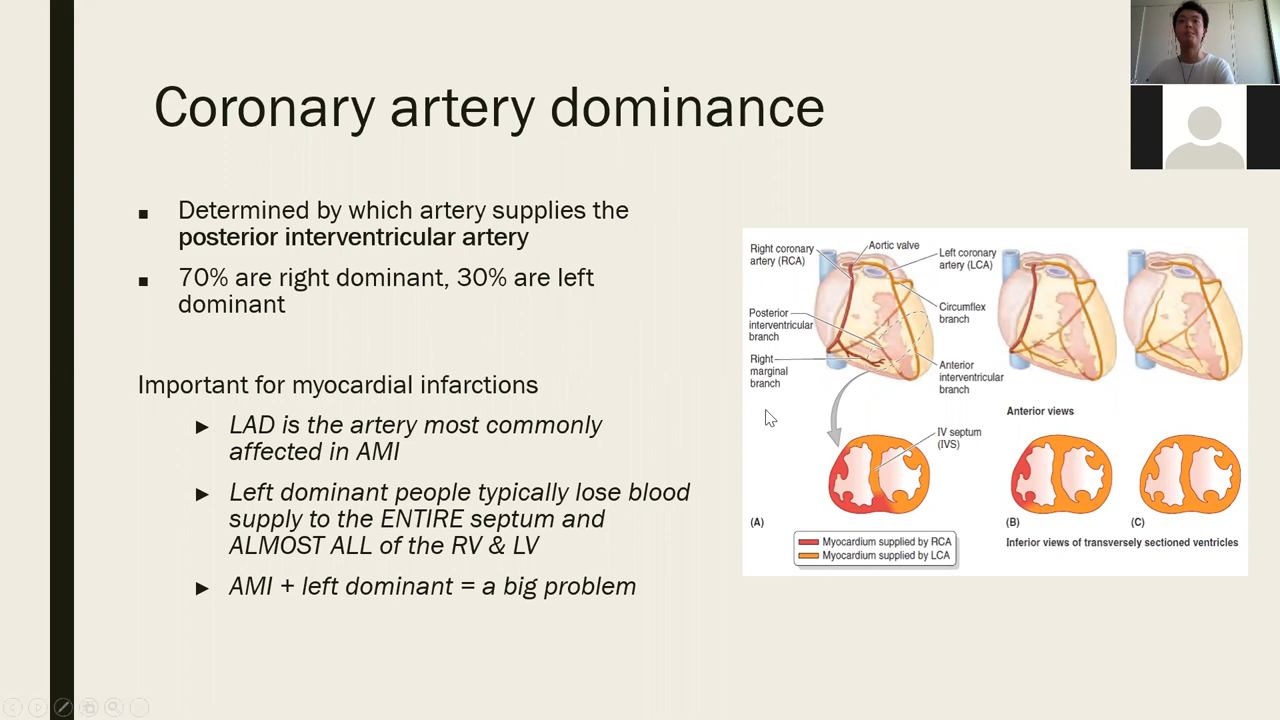 Coronary artery dominance
■ Determined by which artery supplies the
posterior interventricular artery
■ 70% are right dominant, 30% are left
dominant
Important for myocardial infarctions
► LAD is the artery most commonly
affected in AMI
► Left dominant people typically lose blood
supply to the ENTIRE septum and
ALMOST ALL of the RV & LV
► AMI + left dominant = a big problem
Right coronary
artery (RCA)
Aortic valve
Left coronary
artery (LCA)
Circumflex
branch
Posterior
interventricular
branch
Right
marginal
branch
Anterior
interventricular
branch
Anterior views
IV septum
(IVS)
(A)
(B)
(C)
Myocardium supplied by RCA
Myocardium supplied by LCA
Inferior views of transversely sectioned ventricles